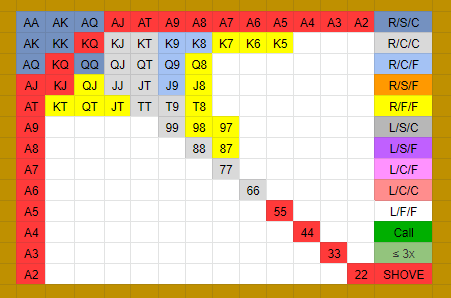 AA AK AQ AJ AT A9 A8 A7 A6 A5 A4 A3 A2 R/S/C
AK KK KQ KJ KT K9 K8 K7 K6 K5 R/C/C
AQ KQ QQ QJ QT Q9 Q8 R/C/F
AJ KJ QJ JJ JT J9 J8 R/S/F
AT KT QT JT TT T9 T8 R/F/F
A9 99 98 97 L/S/C
A8 88 87 L/S/F
A7 77 L/C/F
A6 66 L/C/C
A5 55 L/F/F
A4 44 Call
A3 33 ≤ 3x
A2 22 SHOVE